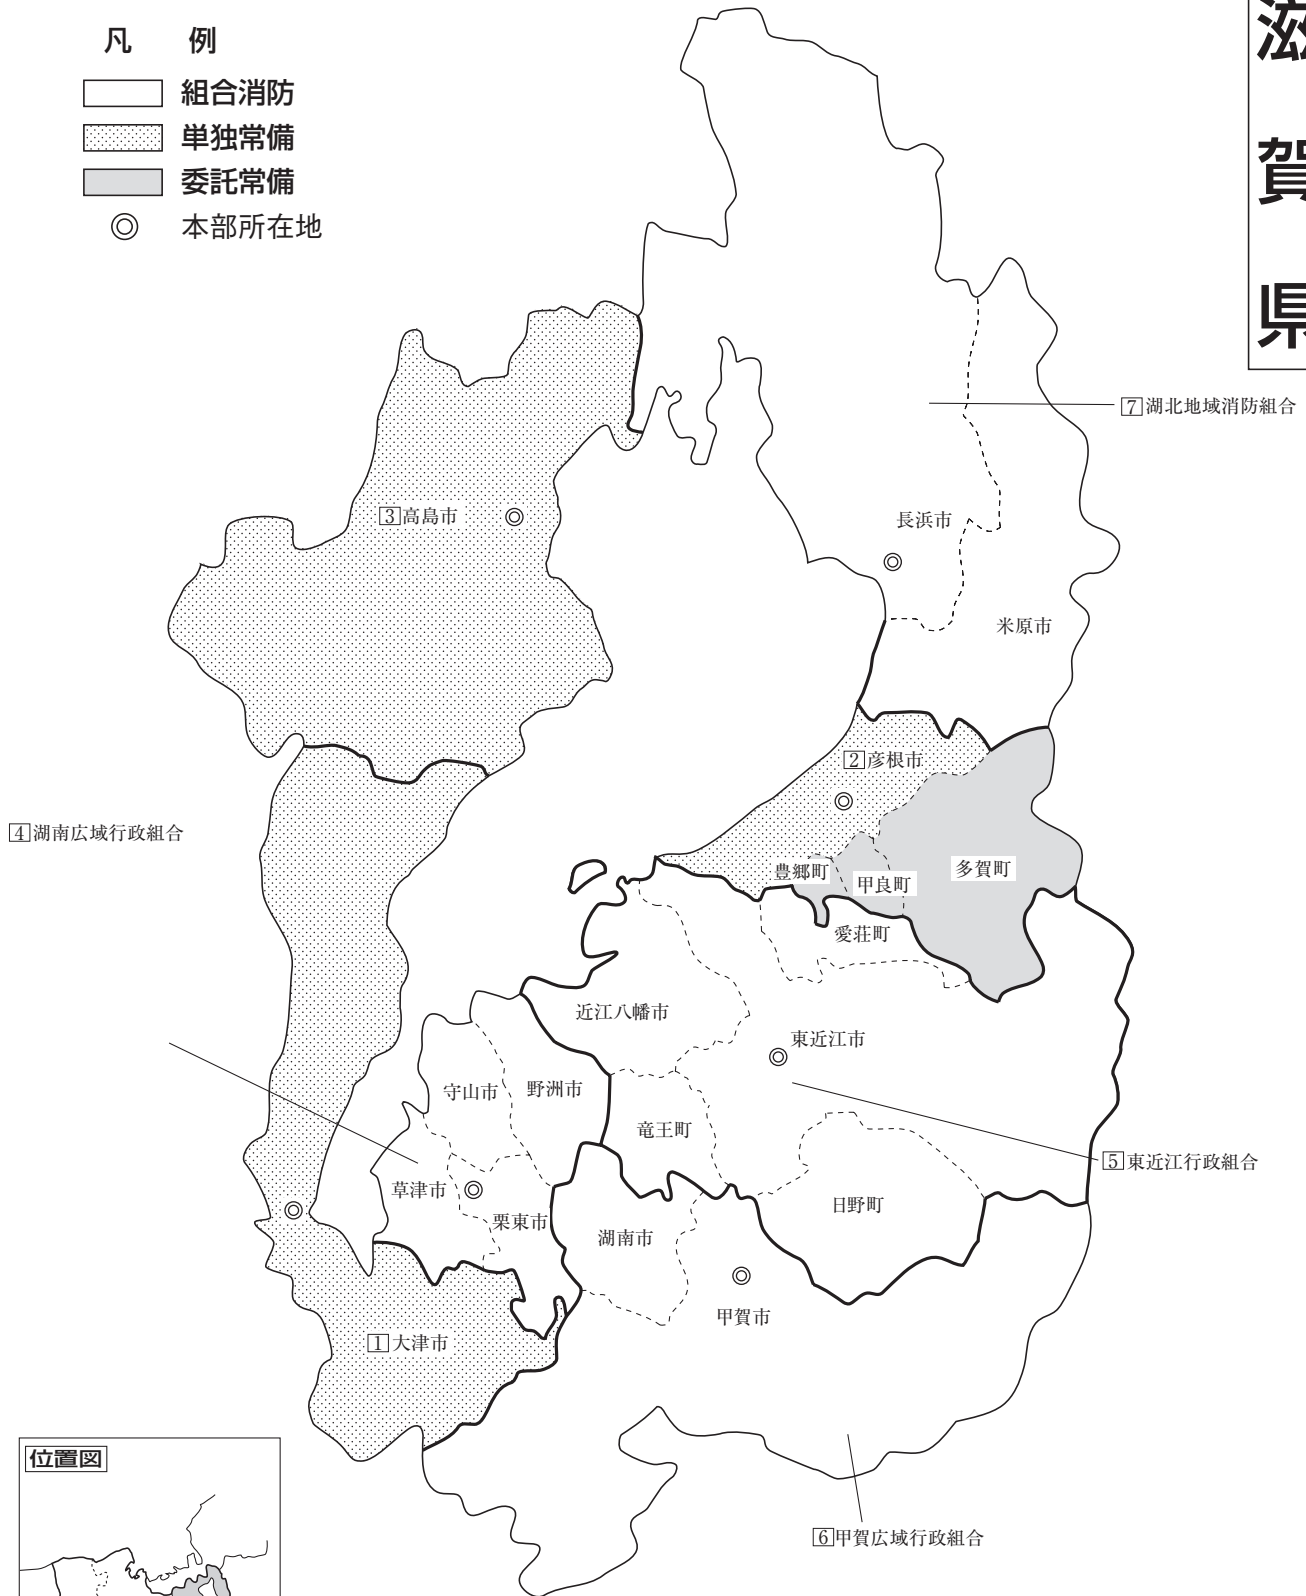 凡 例
組合消防
単独常備
委託常備
本部所在地
滋賀県
7 湖北地域消防組合
3 高島市
長浜市
米原市
2 彦根市
4 湖南広域行政組合
豊郷町
甲良町
多賀町
愛荘町
近江八幡市
東近江市
守山市
野洲市
竜王町
5 東近江行政組合
草津市
栗東市
日野町
湖南市
甲賀市
1 大津市
位置図
6 甲賀広域行政組合